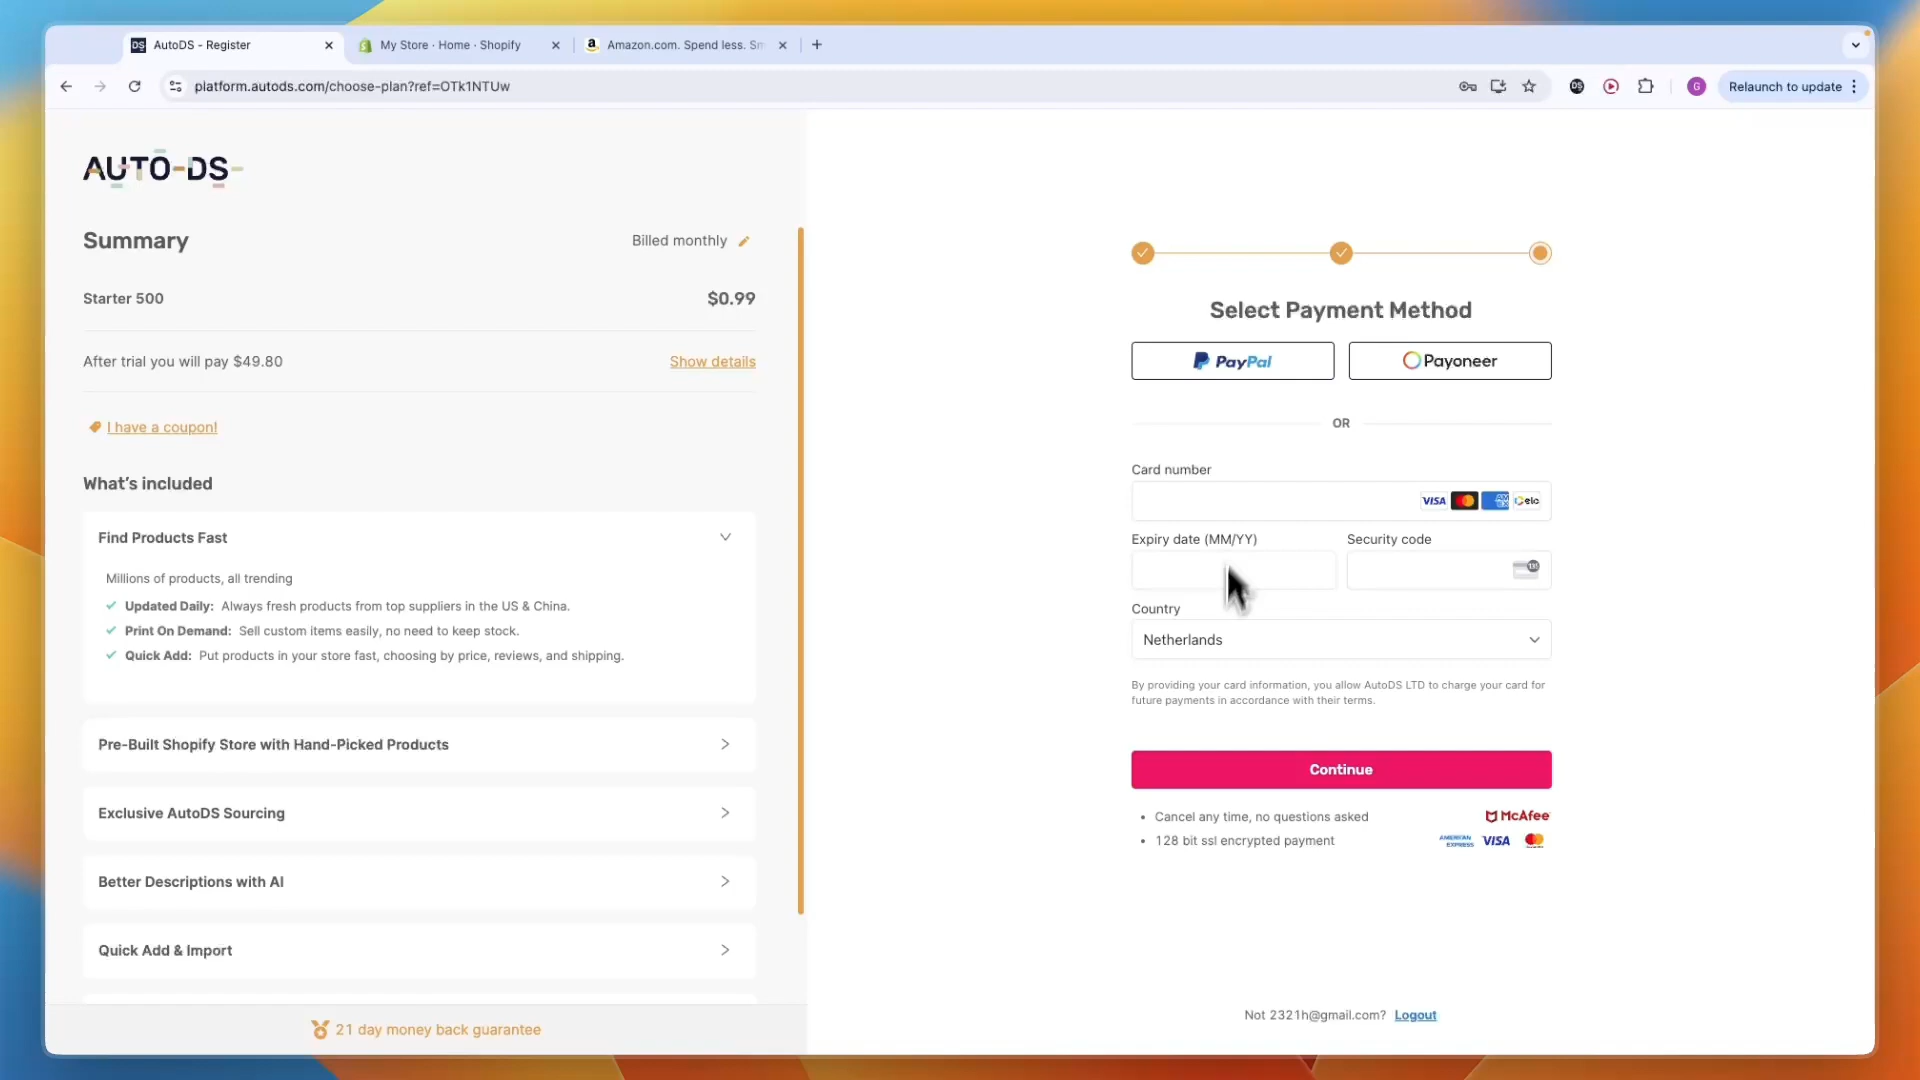 AutoDS - Register
My Store · Home · Shopify
Amazon.com. Spend less. Sm
platform.autods.com/choose-plan?ref=OTk1NTUw
G
Relaunch to update
AUTO-DS
Summary
Billed monthly
Starter 500
$0.99
After trial you will pay $49.80
Show details
I have a coupon!
What's included
Find Products Fast
Millions of products, all trending
Updated Daily: Always fresh products from top suppliers in the US & China.
Print On Demand: Sell custom items easily, no need to keep stock.
Quick Add: Put products in your store fast, choosing by price, reviews, and shipping.
Pre-Built Shopify Store with Hand-Picked Products
Exclusive AutoDS Sourcing
Better Descriptions with AI
Quick Add & Import
21 day money back guarantee
Select Payment Method
PayPal
Payoneer
OR
Card number
VISA
elo
Expiry date (MM/YY)
Security code
Country
Netherlands
By providing your card information, you allow AutoDS LTD to charge your card for
future payments in accordance with their terms.
Continue
Cancel any time, no questions asked
McAfee
128 bit ssl encrypted payment
AMERICAN
EXPRESS
VISA
Not 2321h@gmail.com? Logout